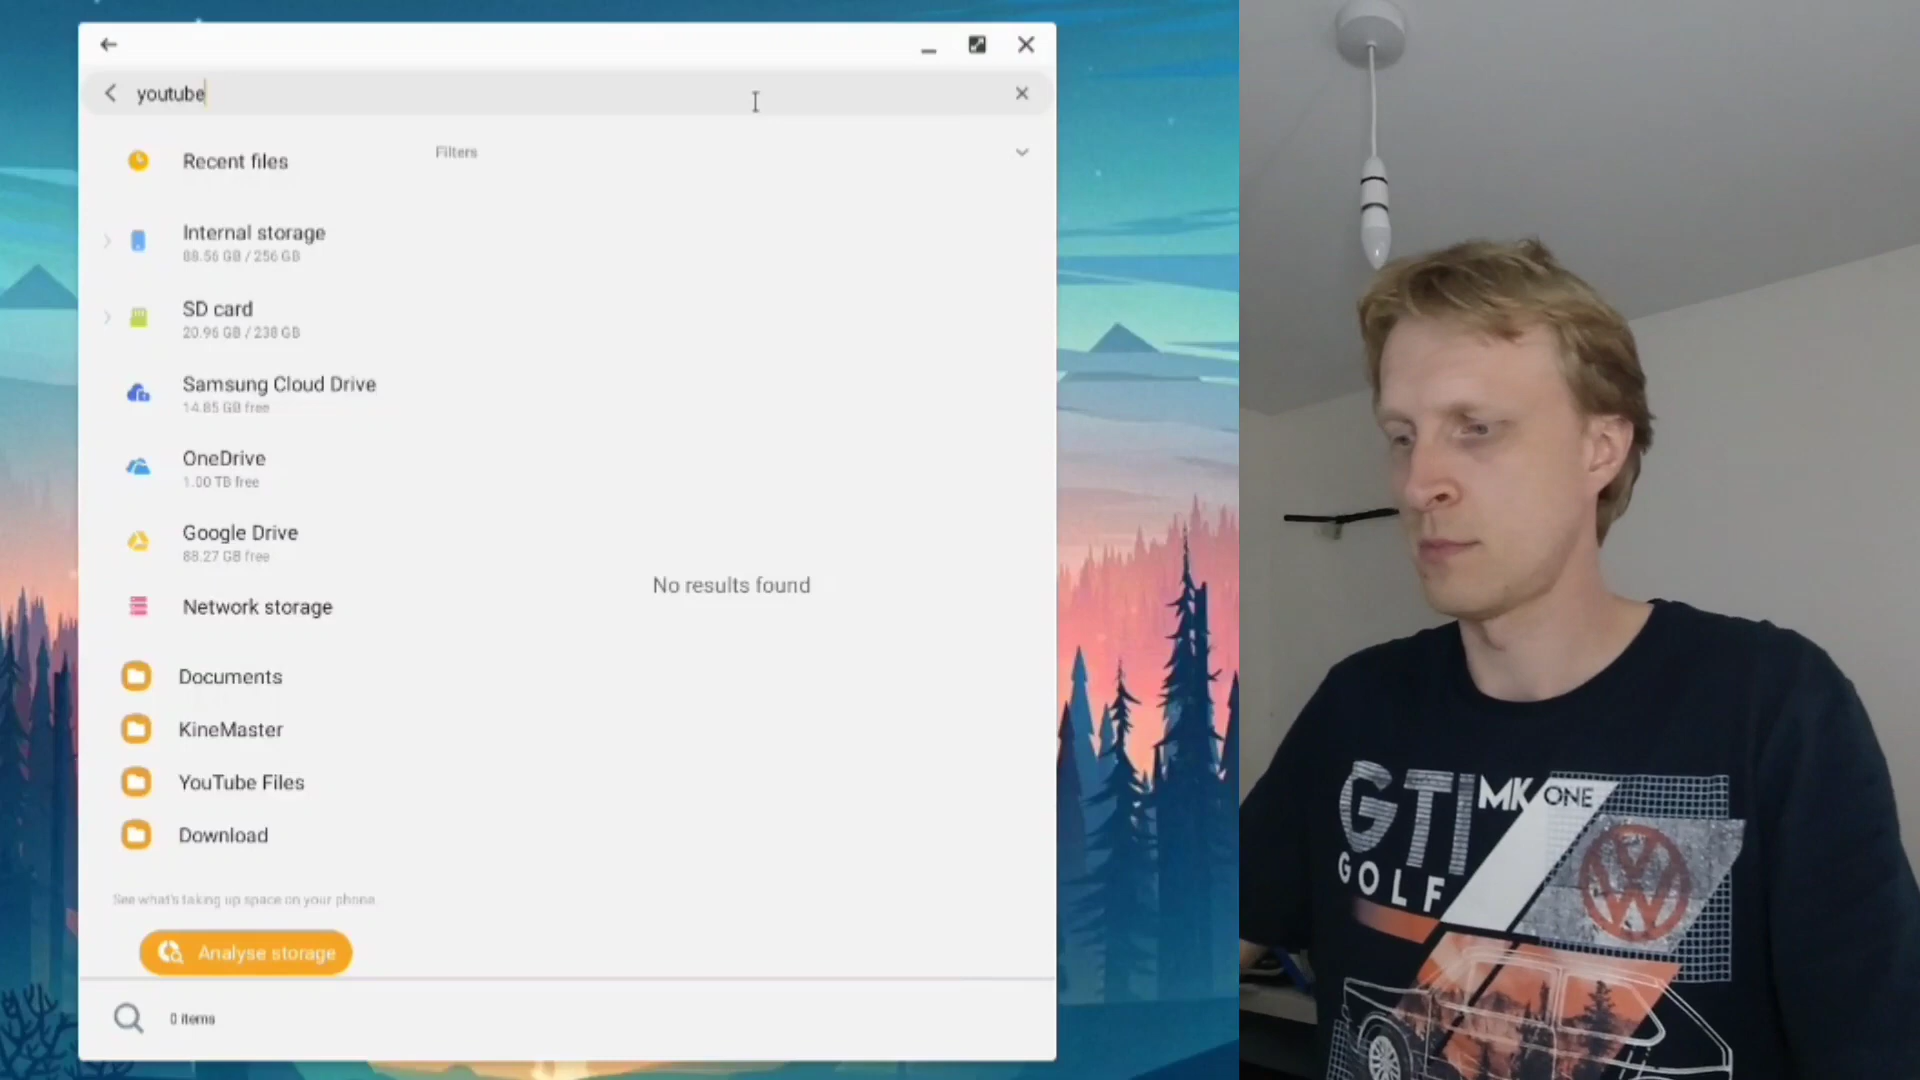 youtube
Filters
Recent files
Internal storage
88.56 GB / 256 GB
SD card
20.96 GB / 238 GB
Samsung Cloud Drive
14.85 GB free
OneDrive
1.00 TB free
Google Drive
88.27 GB free
Network storage
No results found
Documents
KineMaster
YouTube Files
Download
See what's taking up space on your phone.
Analyse storage
0 items
GTI MK ONE
GOLF